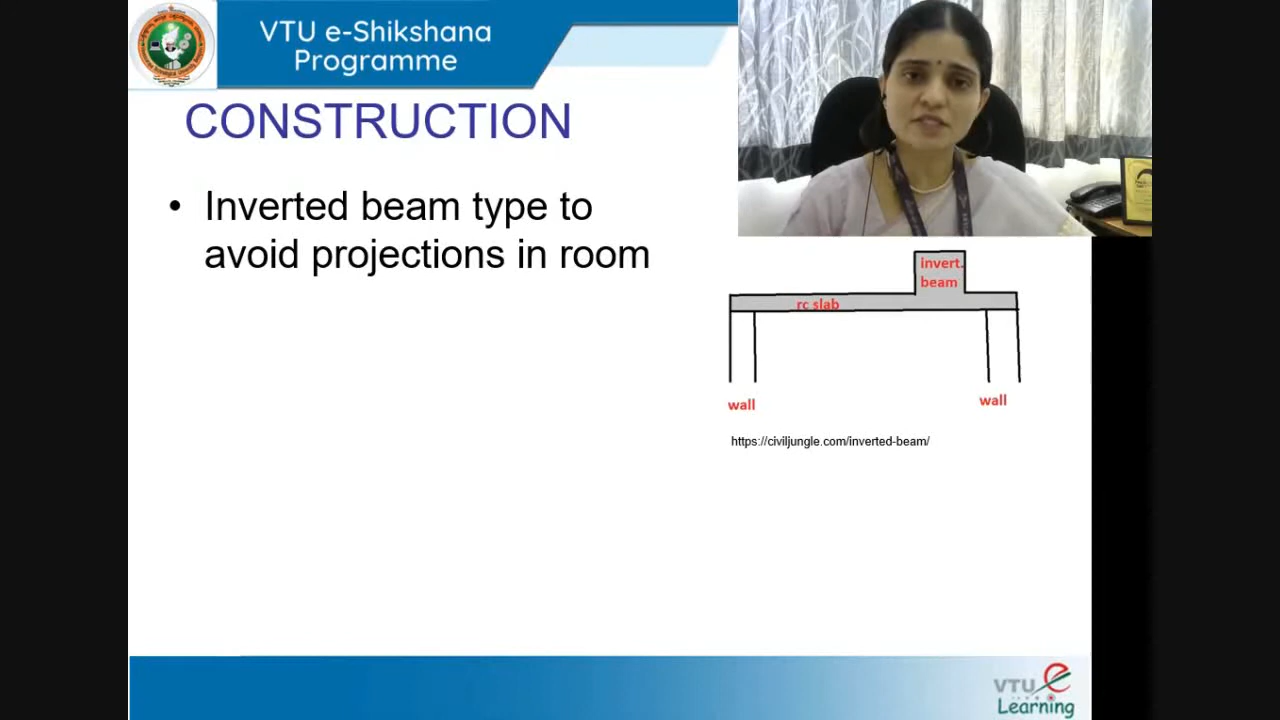 VTU e-Shikshana
Programme
CONSTRUCTION
• Inverted beam type to
avoid projections in room
invert.
beam
rc slab
wall
wall
https://civiljungle.com/inverted-beam/
VTU e
Learning